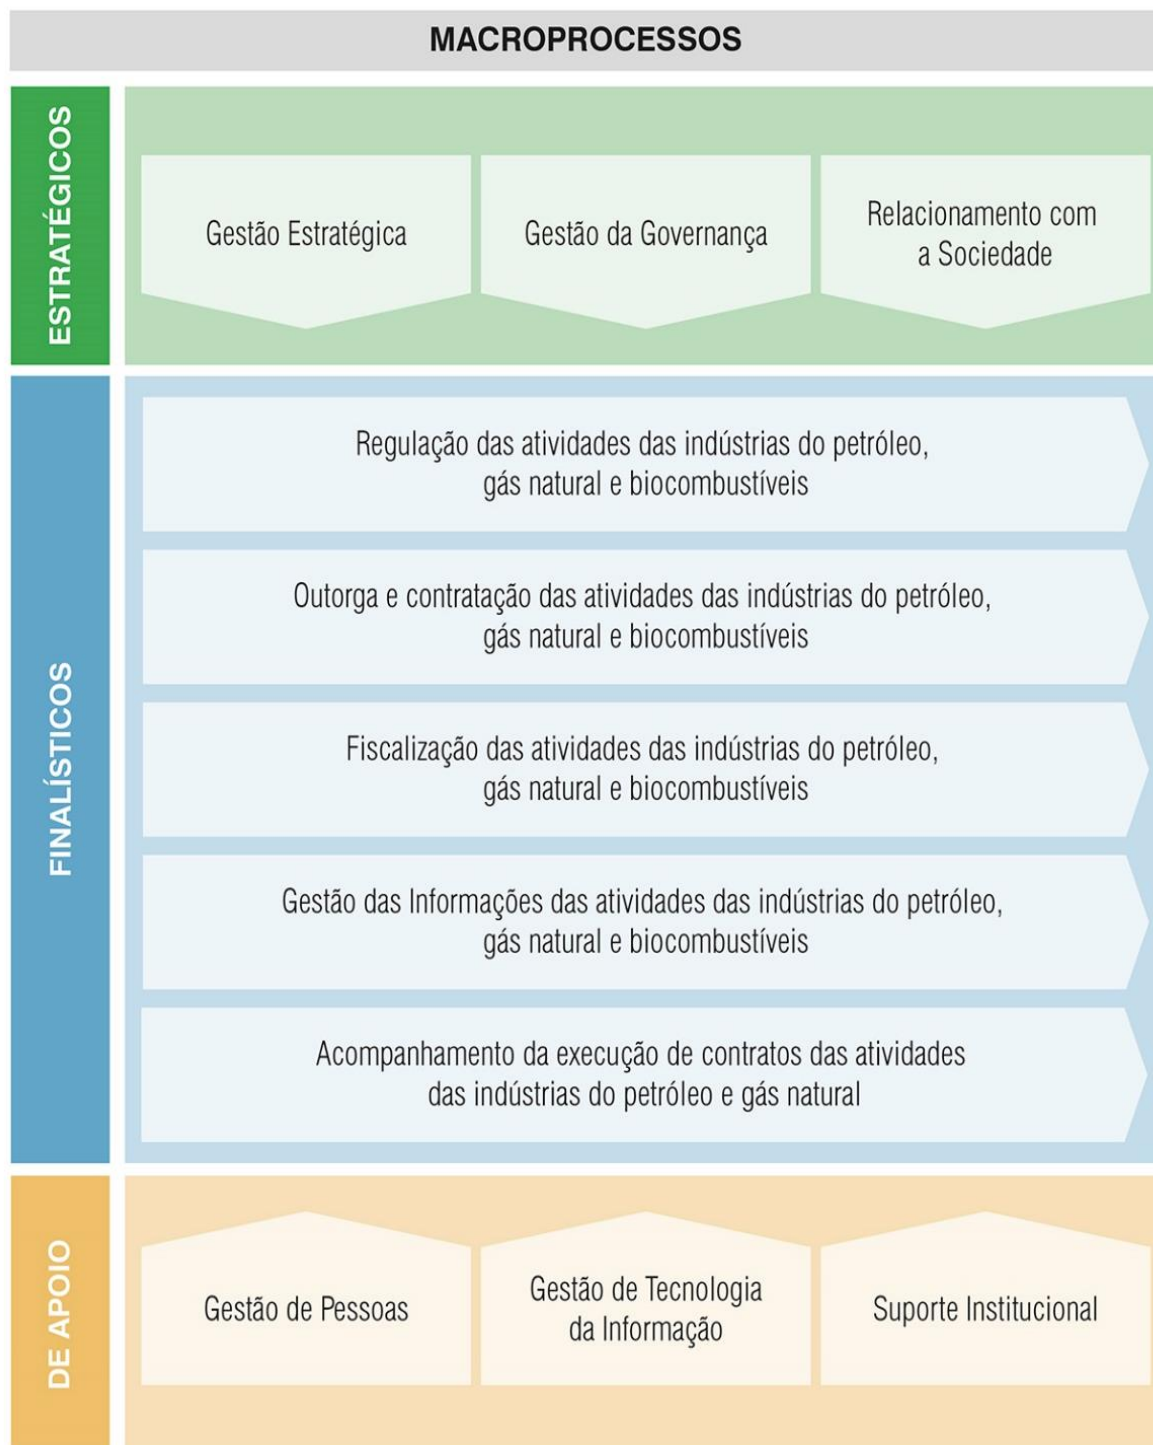 MACROPROCESSOS
ESTRATÉGICOS
Gestão Estratégica
Gestão da Governança
Relacionamento com
a Sociedade
FINALÍSTICOS
Regulação das atividades das indústrias do petróleo,
gás natural e biocombustíveis
Outorga e contratação das atividades das indústrias do petróleo,
gás natural e biocombustíveis
Fiscalização das atividades das indústrias do petróleo,
gás natural e biocombustíveis
Gestão das Informações das atividades das indústrias do petróleo,
gás natural e biocombustíveis
Acompanhamento da execução de contratos das atividades
das indústrias do petróleo e gás natural
DE APOIO
Gestão de Pessoas
Gestão de Tecnologia
da Informação
Suporte Institucional